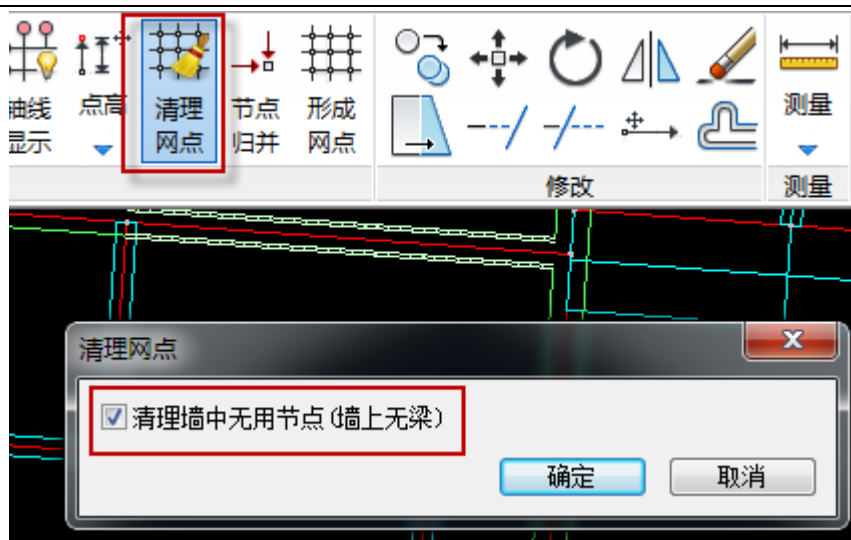 轴线
显示
点高
清理
网点
节点
归并
形成
网点
测量
修改
测量
清理网点
清理墙中无用节点(墙上无梁)
确定
取消